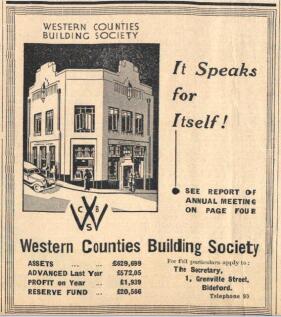 WESTERN COUNTIES
BUILDING SOCIETY
It Speaks
for
Itself!
SEE REPORT OF
ANNUAL MEETING
ON PAGE FOUR
W
C B
S
Western Counties Building Society
ASSETS ... ... £629,699
ADVANCED Last Year £572,05
PROFIT on Year ... £1,939
RESERVE FUND ... £20,566
For full particulars apply to:
The Secretary,
1, Grenville Street,
Bideford.
Telephone 93